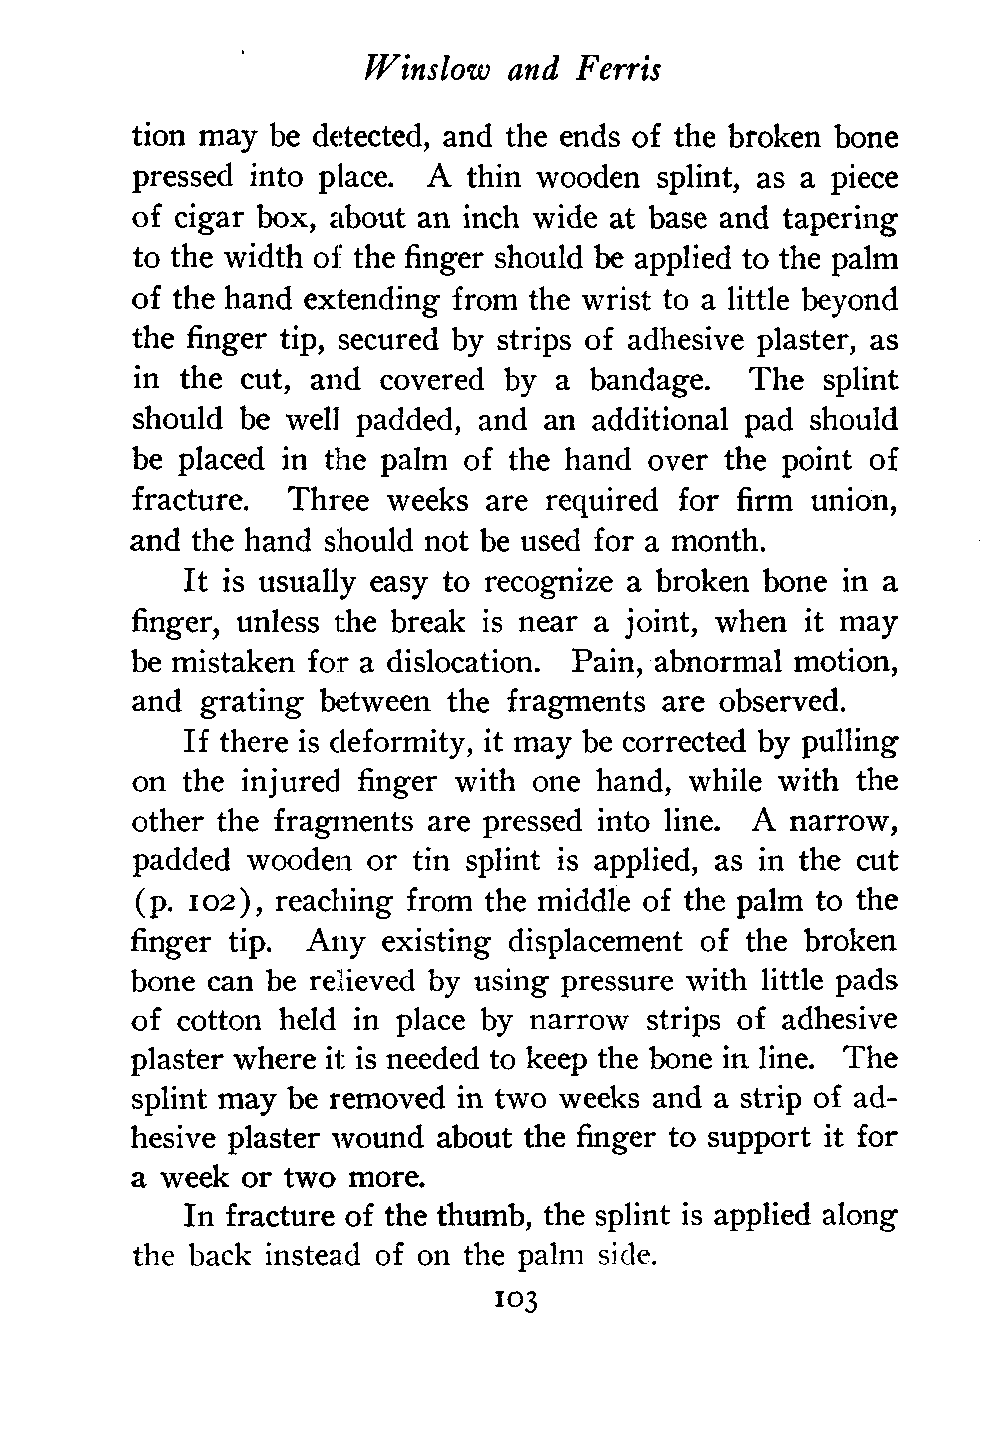 Winslow and Ferris
tion may be detected, and the ends of the broken bone
pressed into place. A thin wooden splint, as a piece
of cigar box, about an inch wide at base and tapering
to the width of the finger should be applied to the palm
of the hand extending from the wrist to a little beyond
the finger tip, secured by strips of adhesive plaster, as
in the cut, and covered by a bandage. The splint
should be well padded, and an additional pad should
be placed in the palm of the hand over the point of
fracture. Three weeks are required for firm union,
and the hand should not be used for a month.
It is usually easy to recognize a broken bone in a
finger, unless the break is near a joint, when it may
be mistaken for a dislocation. Pain, abnormal motion,
and grating between the fragments are observed.
If there is deformity, it may be corrected by pulling
on the injured finger with one hand, while with the
other the fragments are pressed into line. A narrow,
padded wooden or tin splint is applied, as in the cut
(p. 102), reaching from the middle of the palm to the
finger tip. Any existing displacement of the broken
bone can be relieved by using pressure with little pads
of cotton held in place by narrow strips of adhesive
plaster where it is needed to keep the bone in line. The
splint may be removed in two weeks and a strip of ad-
hesive plaster wound about the finger to support it for
a week or two more.
In fracture of the thumb, the splint is applied along
the back instead of on the palm side.
103